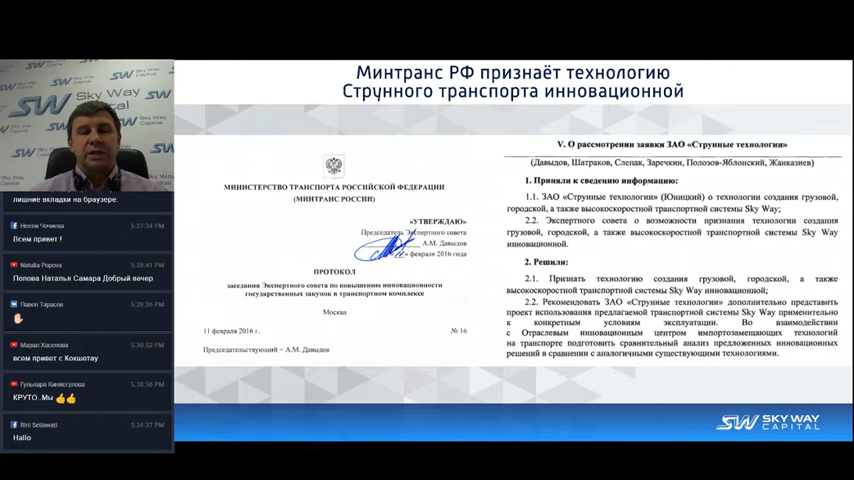 Минтранс РФ признаёт технологию
Струнного транспорта инновационной
SW
Sky Way
Capital
лишние вкладки на браузере.
5:27:34 PM
Всем привет !
Natalia Popova
5:28:41 PM
Попова Наталья Самара Добрый вечер
Павел Тарасов
5:29:36 PM
5:30:52 PM
всем привет с Кокшетау
5:30:56 PM
КРУТО..Мы
Rini Setiawati
5:34:37 PM
Hallo
МИНИСТЕРСТВО ТРАНСПОРТА РОССИЙСКОЙ ФЕДЕРАЦИИ
(МИНТРАНС РОССИИ)
«УТВЕРЖДАЮ»
Председатель Экспертного совета
А.М. Давыдов
» февраля 2016 года
ПРОТОКОЛ
заседания Экспертного совета по повышению инновационности
государственных закупок в транспортном комплексе
Москва
11 февраля 2016 г.
№ 16
Председательствующий – А.М. Давыдов
V. О рассмотрении заявки ЗАО «Струнные технологии»
(Давыдов, Шатраков, Слепак, Заречкин, Полозов-Яблонский, Жанказиев)
1. Приняли к сведению информацию:
1.1. ЗАО «Струнные технологии» (Юницкий) о технологии создания грузовой,
городской, а также высокоскоростной транспортной системы Sky Way;
2.2. Экспертного совета о возможности признания технологии создания
грузовой, городской, а также высокоскоростной транспортной системы Sky Way
инновационной.
2. Решили:
2.1. Признать технологию создания грузовой, городской, а также
высокоскоростной транспортной системы Sky Way инновационной;
2.2. Рекомендовать ЗАО «Струнные технологии» дополнительно представить
проект использования предлагаемой транспортной системы Sky Way применительно
к конкретным условиям эксплуатации. Во взаимодействии
с Отраслевым инновационным центром импортозамещающих технологий
на транспорте подготовить сравнительный анализ предложенных инновационных
решений в сравнении с аналогичными существующими технологиями.
SW SKY WAY
CAPITAL